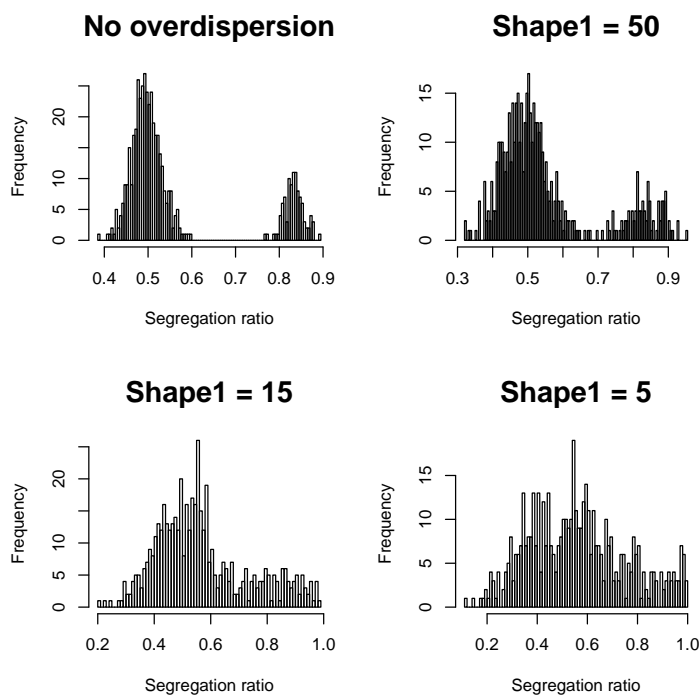 No overdispersion
Frequency
0 5 10 20
0.4 0.5 0.6 0.7 0.8 0.9
Segregation ratio
Shape1 = 50
Frequency
0 5 10 15
0.3 0.5 0.7 0.9
Segregation ratio
Shape1 = 15
Frequency
0 5 10 20
0.2 0.4 0.6 0.8 1.0
Segregation ratio
Shape1 = 5
Frequency
0 5 10 15
0.2 0.4 0.6 0.8 1.0
Segregation ratio